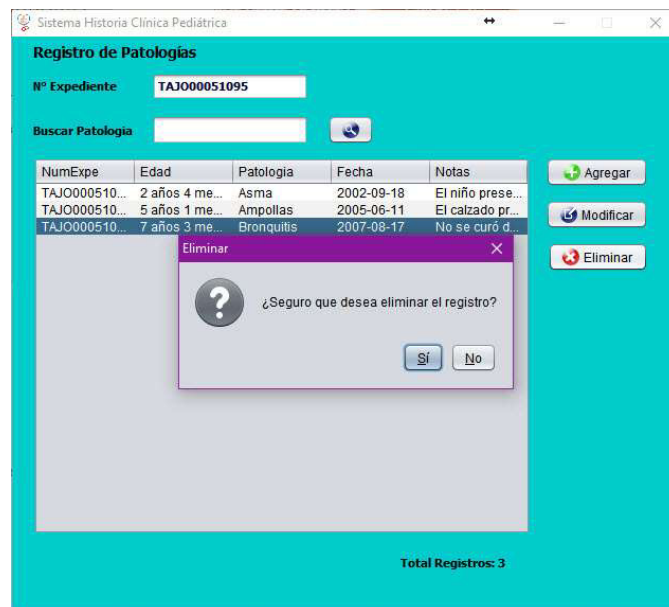 Sistema Historia Clínica Pediátrica
Registro de Patologías
Nº Expediente TAJO00051095
Buscar Patologia
NumExpe Edad Patologia Fecha Notas
TAJO000510... 2 años 4 me... Asma 2002-09-18 El niño prese...
TAJO000510... 5 años 1 me... Ampollas 2005-06-11 El calzado pr...
TAJO000510... 7 años 3 me... Bronquitis 2007-08-17 No se curó d...
Agregar
Modificar
Eliminar
Eliminar
¿Seguro que desea eliminar el registro?
Sí No
Total Registros: 3